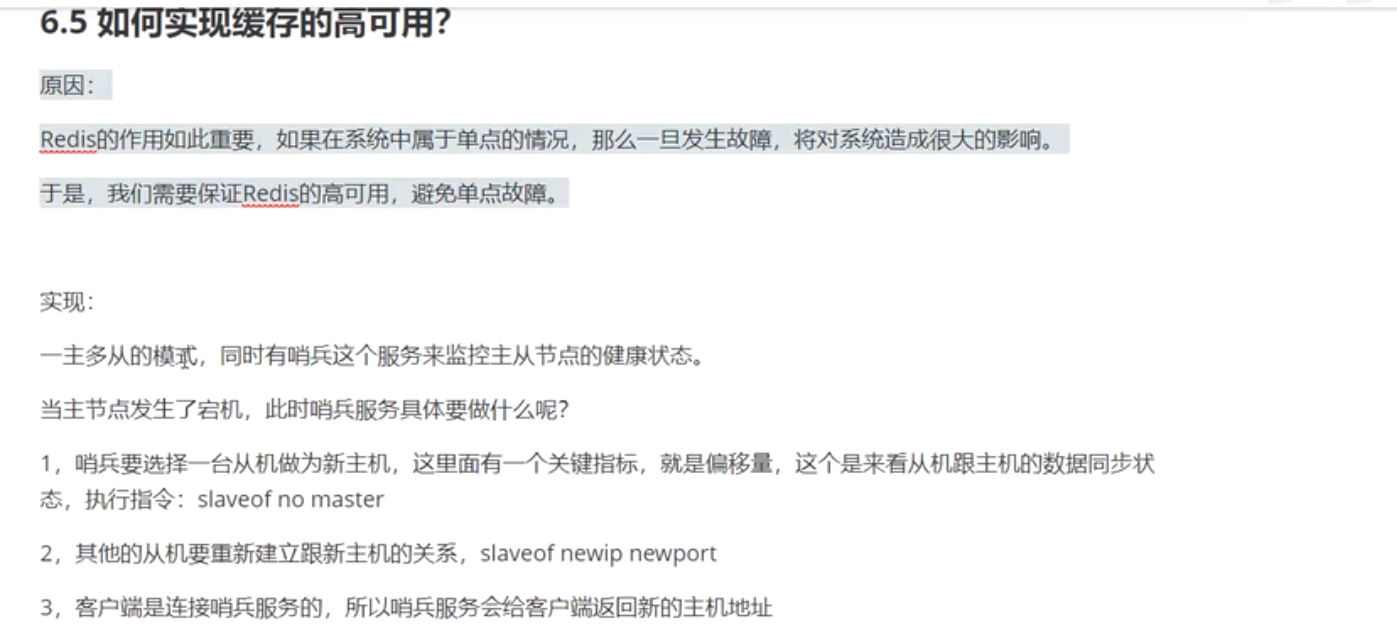 6.5 如何实现缓存的高可用？
原因：
Redis的作用如此重要，如果在系统中属于单点的情况，那么一旦发生故障，将对系统造成很大的影响。
于是，我们需要保证Redis的高可用，避免单点故障。
实现：
一主多从的模式，同时有哨兵这个服务来监控主从节点的健康状态。
当主节点发生了宕机，此时哨兵服务具体要做什么呢？
1，哨兵要选择一台从机做为新主机，这里面有一个关键指标，就是偏移量，这个是来看从机跟主机的数据同步状
态，执行指令：slaveof no master
2，其他的从机要重新建立跟新主机的关系，slaveof newip newport
3，客户端是连接哨兵服务的，所以哨兵服务会给客户端返回新的主机地址